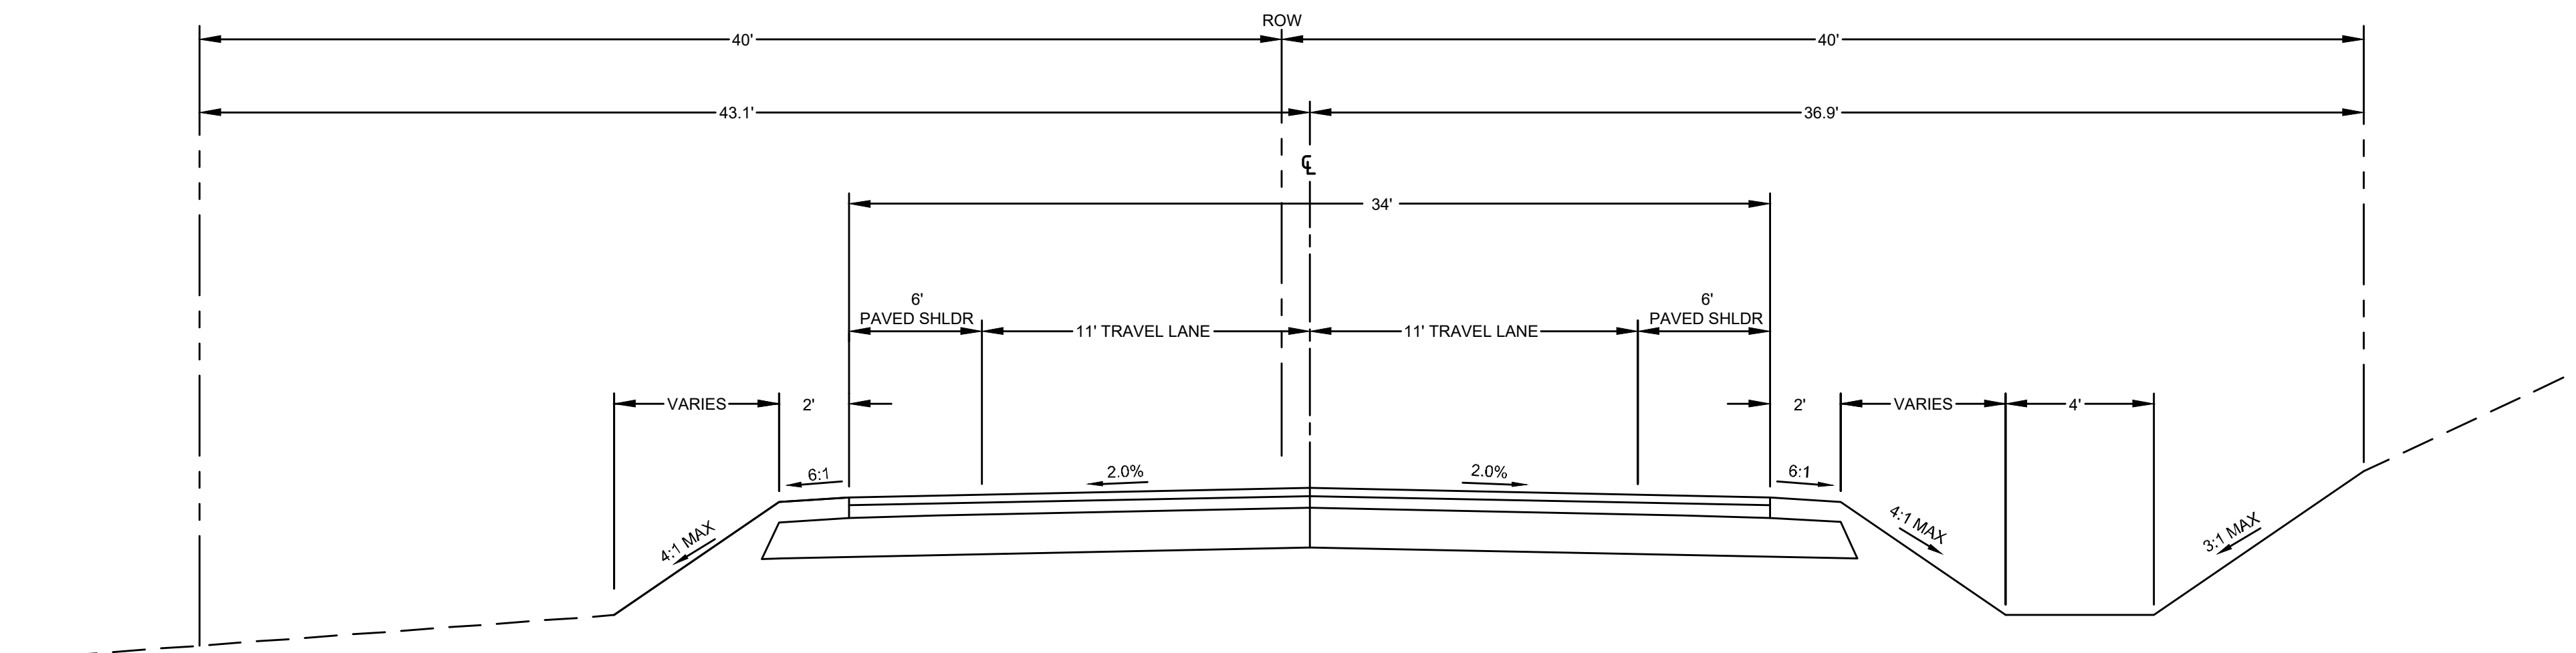 ROW
40' 40'
43.1' 36.9'
℄
34'
6' 6'
PAVED SHLDR PAVED SHLDR
11' TRAVEL LANE 11' TRAVEL LANE
VARIES 2' 2' VARIES 4'
6:1 2.0% 2.0% 6:1
4:1 MAX 4:1 MAX 3:1 MAX